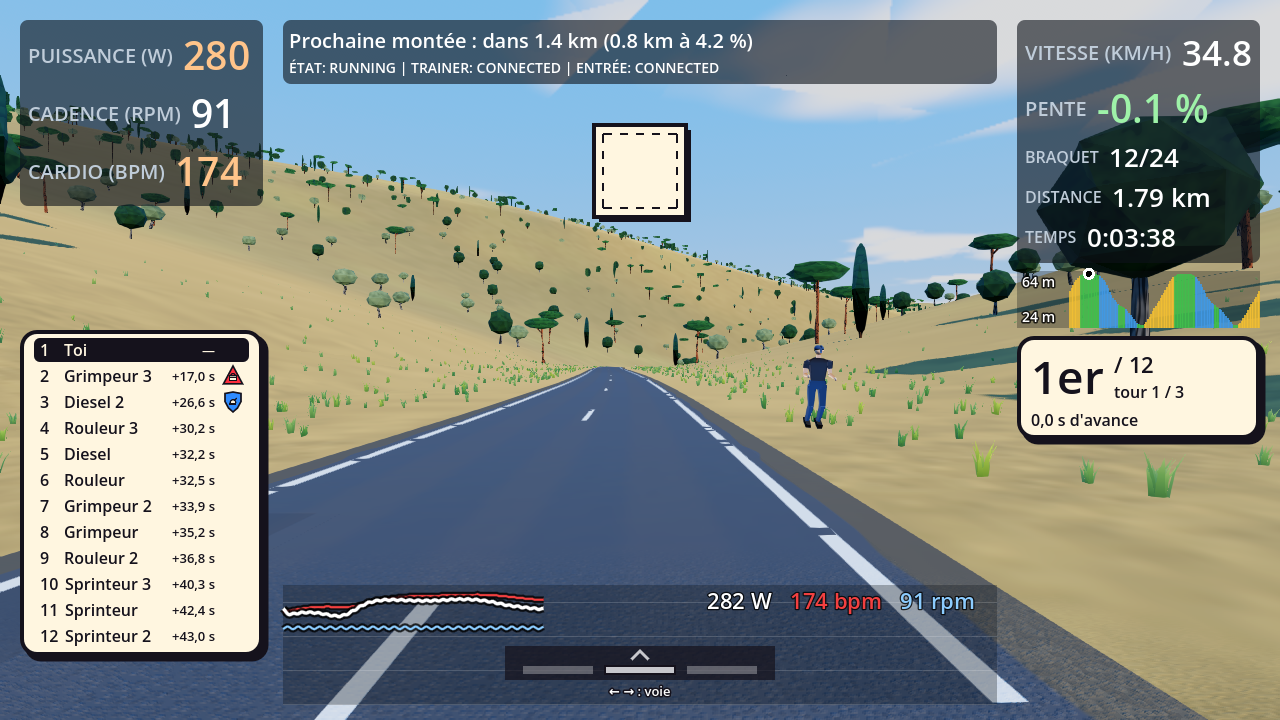 PUISSANCE (W) 280
CADENCE (RPM) 91
CARDIO (BPM) 174
Prochaine montée : dans 1.4 km (0.8 km à 4.2 %)
ÉTAT: RUNNING | TRAINER: CONNECTED | ENTRÉE: CONNECTED
VITESSE (KM/H) 34.8
PENTE -0.1 %
BRAQUET 12/24
DISTANCE 1.79 km
TEMPS 0:03:38
64 m
24 m
1er / 12
tour 1 / 3
0,0 s d'avance
1 Toi —
2 Grimpeur 3 +17,0 s
3 Diesel 2 +26,6 s
4 Rouleur 3 +30,2 s
5 Diesel +32,2 s
6 Rouleur +32,5 s
7 Grimpeur 2 +33,9 s
8 Grimpeur +35,2 s
9 Rouleur 2 +36,8 s
10 Sprinteur 3 +40,3 s
11 Sprinteur +42,4 s
12 Sprinteur 2 +43,0 s
282 W 174 bpm 91 rpm
← → : voie